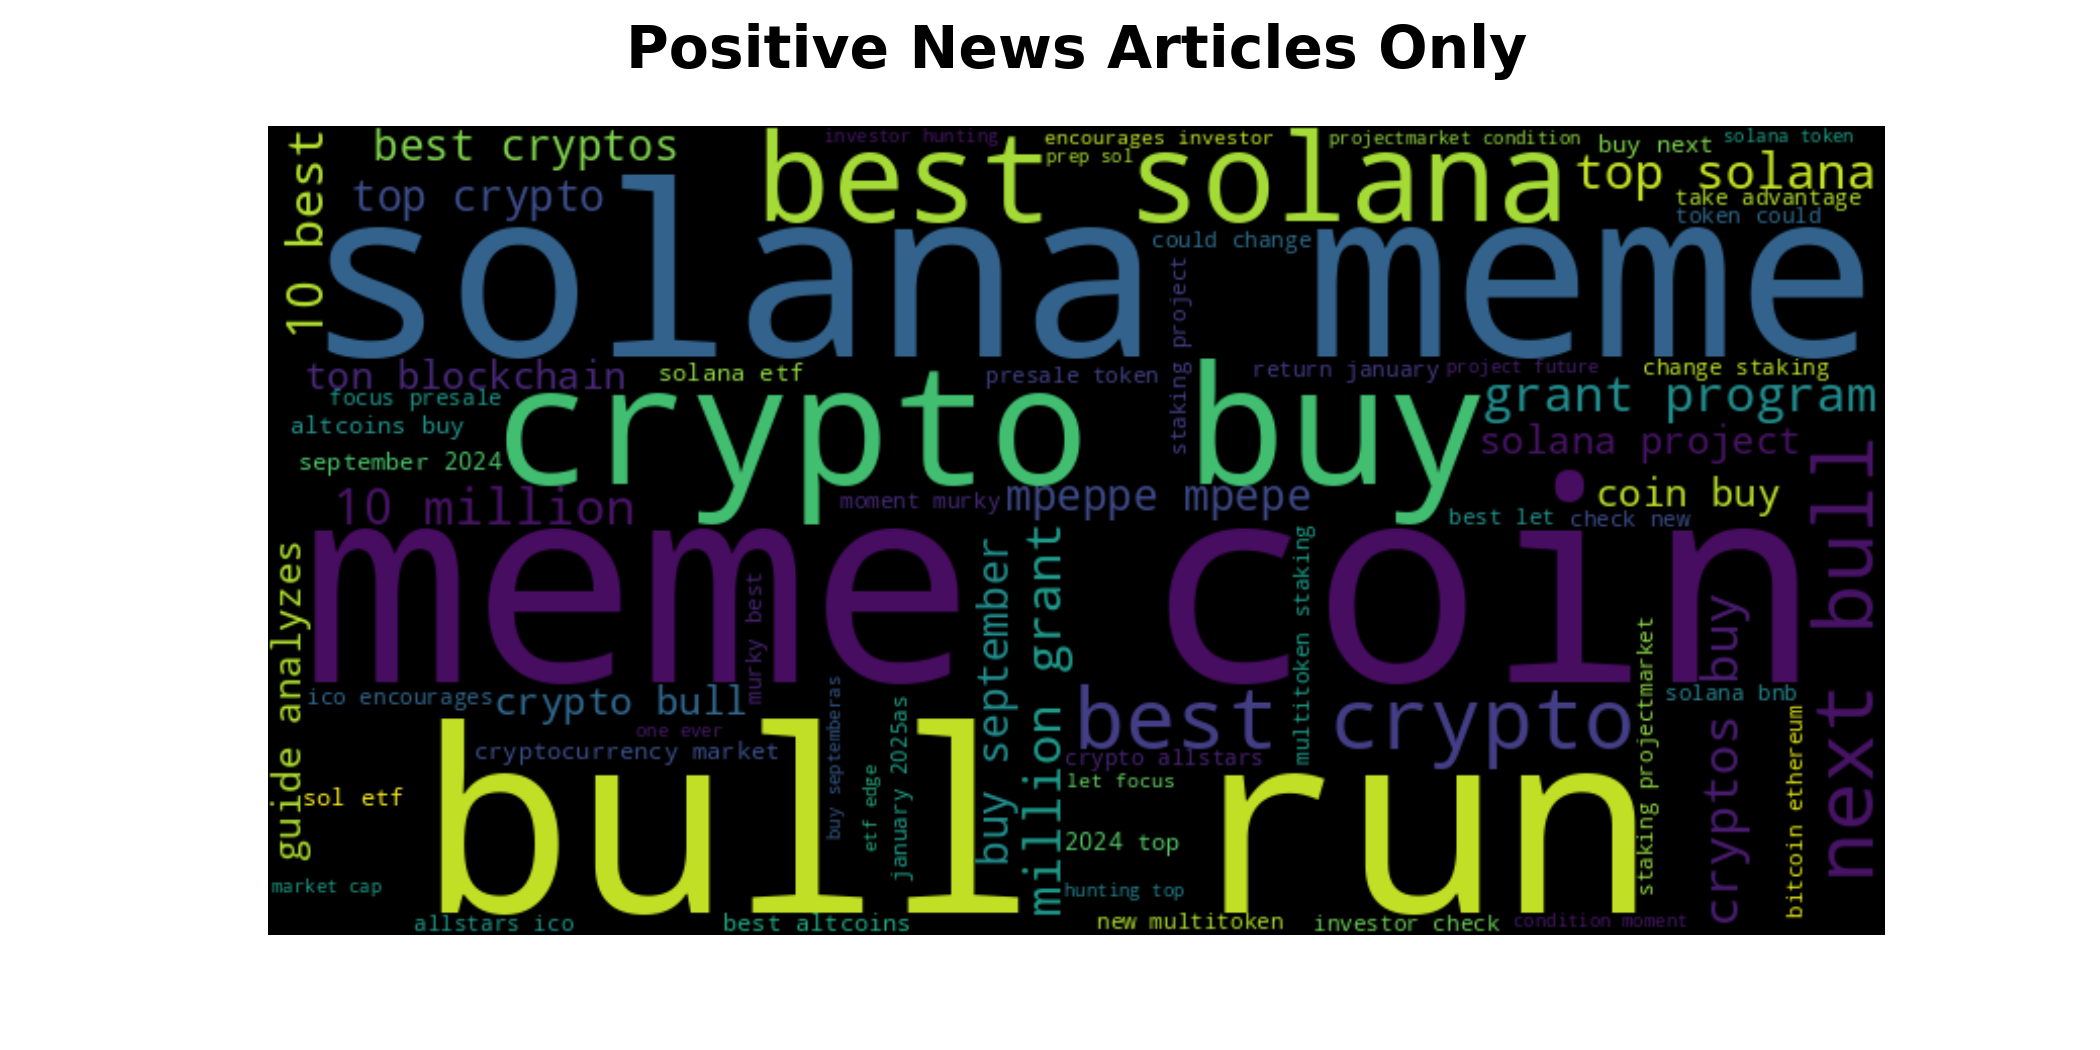 Positive News Articles Only
10 best
best cryptos
investor hunting
best solana
encourages investor
prep sol
projectmarket condition
buy next
solana token
top crypto
top solana
take advantage
token could
solana meme
could change
staking project
ton blockchain
solana etf
presale token
return january
project future
change staking
focus presale
crypto buy
grant program
altcoins buy
solana project
september 2024
10 million
moment murky
mpeppe mpepe
coin buy
best let
check new
next bull
meme coin
guide analyzes
murky best
buy september
million grant
multitoken staking
cryptos buy
staking projectmarket
ico encourages
crypto bull
best crypto
solana bnb
one ever
cryptocurrency market
buy septemberas
january 2025as
crypto allstars
bitcoin ethereum
sol etf
bull run
etf edge
let focus
2024 top
market cap
hunting top
allstars ico
best altcoins
new multitoken
investor check
condition moment